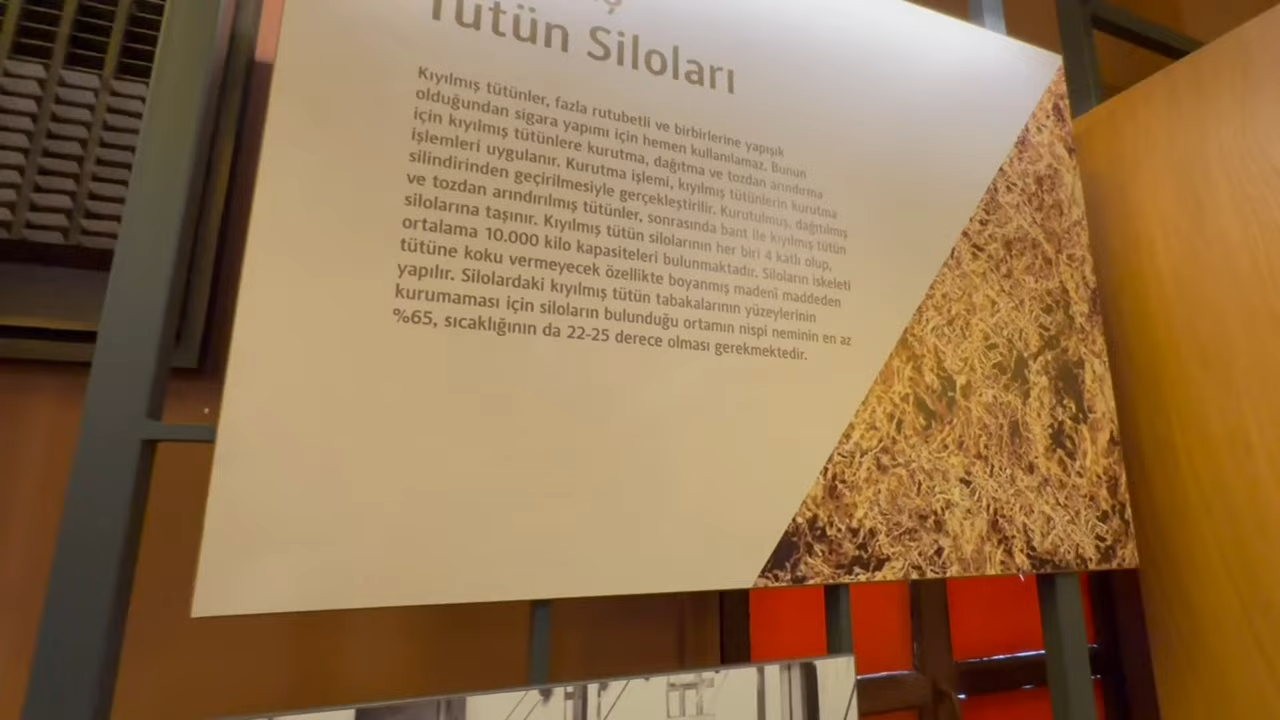 Tütün Siloları
Kıyılmış tütünler, fazla rutubetli ve birbirlerine yapışık
olduğundan sigara yapımı için hemen kullanılamaz. Bunun
için kıyılmış tütünlere kurutma, dağıtma ve tozdan arındırma
işlemleri uygulanır. Kurutma işlemi, kıyılmış tütünlerin kurutma
silindirinden geçirilmesiyle gerçekleştirilir. Kurutulmuş, dağıtılmış
ve tozdan arındırılmış tütünler, sonrasında bant ile kıyılmış tütün
silolarına taşınır. Kıyılmış tütün silolarının her biri 4 katlı olup,
ortalama 10.000 kilo kapasiteleri bulunmaktadır. Siloların iskeleti
tütüne koku vermeyecek özellikte boyanmış madenî maddeden
yapılır. Silolardaki kıyılmış tütün tabakalarının yüzeylerinin
kurumaması için siloların bulunduğu ortamın nispi neminin en az
%65, sıcaklığının da 22-25 derece olması gerekmektedir.